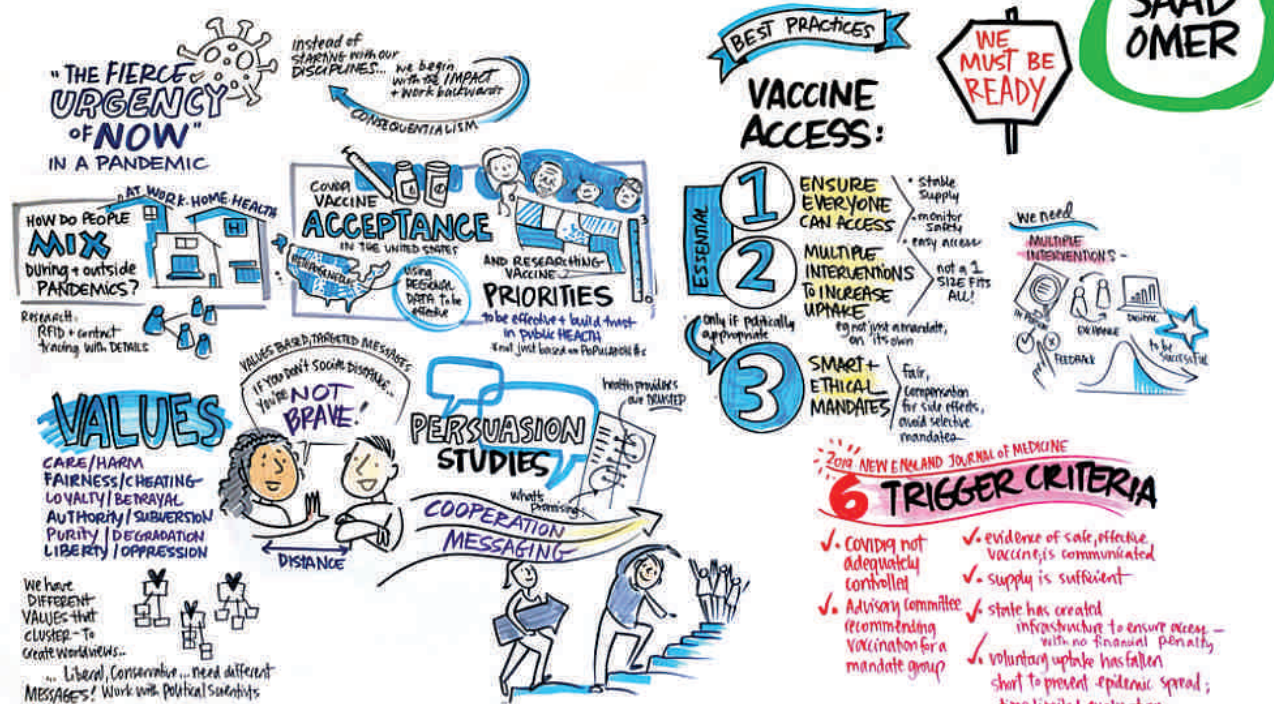 "THE FIERCE
URGENCY
OF NOW"
IN A PANDEMIC
instead of
STARTING with our
DISCIPLINES... we begin
with the IMPACT
+ work backwards
CONSEQUENTIALISM
AT WORK. HOME. HEALTH
HOW DO PEOPLE
MIX
DURING + outside
PANDEMICS?
RESEARCH:
RFID + contact
tracing with DETAILS
COVID19
VACCINE
ACCEPTANCE
IN THE UNITED STATES
HETEROGENEOUS
using
REGIONAL
DATA to be
effective
AND RESEARCHING
VACCINE
PRIORITIES
to be effective + build trust
in public HEALTH
* not just based on POPULATION #s
VALUES
CARE/HARM
FAIRNESS/CHEATING
LOYALTY/BETRAYAL
AUTHORITY/SUBVERSION
PURITY/DEGRADATION
LIBERTY/OPPRESSION
We have
DIFFERENT
VALUES that
CLUSTER - TO
Create Worldviews...
... Liberal, Conservative... need different
MESSAGES! Work with Political Scientists
VALUES BASED, TARGETED MESSAGES
IF YOU DON'T SOCIAL DISTANCE...
You're NOT
BRAVE!
DISTANCE
PERSUASION
STUDIES
health providers
are TRUSTED
what's
promising
COOPERATION
MESSAGING
BEST PRACTICES
VACCINE
ACCESS:
WE
MUST BE
READY
SAAD
OMER
ESSENTIAL
1 ENSURE
EVERYONE
CAN ACCESS
• Stable
Supply
• monitor
Safety
• easy access
2 MULTIPLE
INTERVENTIONS
TO INCREASE
UPTAKE
not a 1
SIZE FITS
ALL!
eg not just a mandate,
on its own
only if politically
appropriate
3 SMART +
ETHICAL
MANDATES
fair,
compensation
for side effects,
avoid selective
mandates
we need
MULTIPLE
INTERVENTIONS -
IN PERSON
EXCHANGE
DIGITAL
FEEDBACK
to be
SUCCESSFUL
NEW ENGLAND JOURNAL of MEDICINE
6 TRIGGER CRITERIA
✓. COVID19 not
adequately
controlled
✓. Advisory Committee
recommending
vaccination for a
mandate group
✓. evidence of safe, effective
vaccine, is communicated
✓. supply is sufficient
✓. state has created
infrastructure to ensure access -
with no financial penalty
✓. voluntary uptake has fallen
short to prevent epidemic spread;